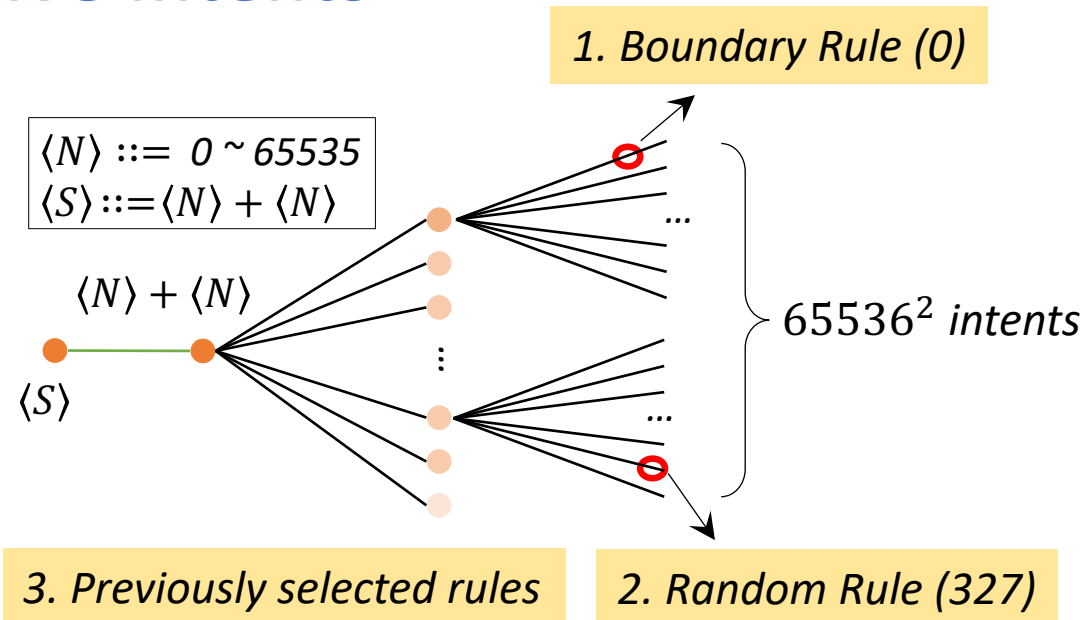 1. Boundary Rule (0)
⟨N⟩ ::= 0 ~ 65535
⟨S⟩ ::=⟨N⟩ + ⟨N⟩
...
⟨N⟩ + ⟨N⟩
65536² intents
...
⟨S⟩
...
3. Previously selected rules
2. Random Rule (327)